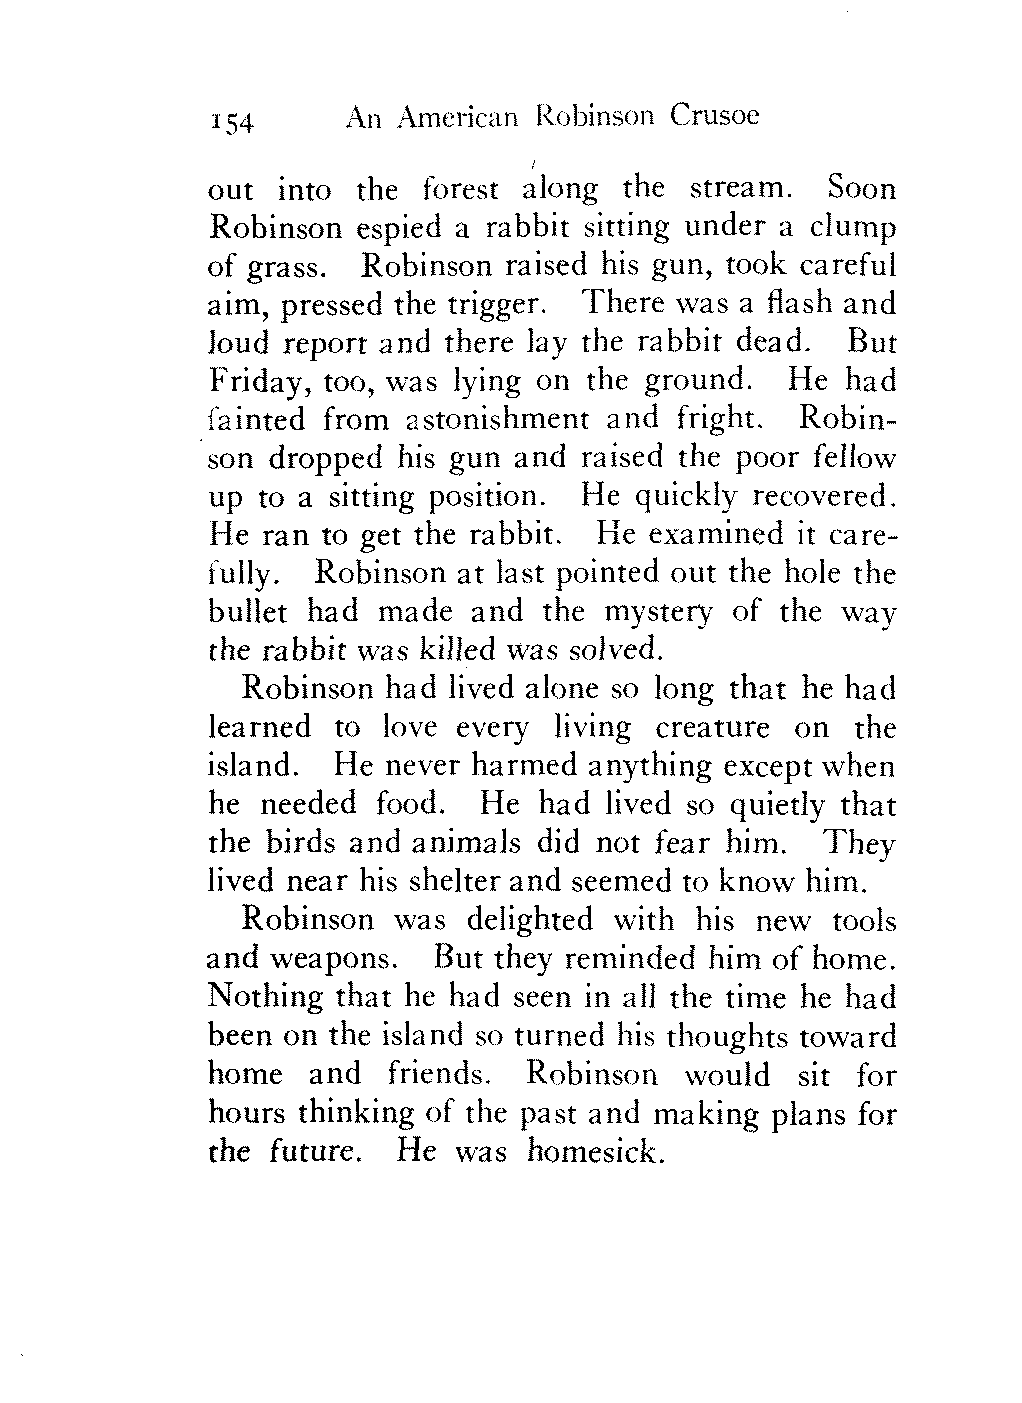 154 An American Robinson Crusoe
out into the forest along the stream. Soon
Robinson espied a rabbit sitting under a clump
of grass. Robinson raised his gun, took careful
aim, pressed the trigger. There was a flash and
loud report and there lay the rabbit dead. But
Friday, too, was lying on the ground. He had
fainted from astonishment and fright. Robin-
son dropped his gun and raised the poor fellow
up to a sitting position. He quickly recovered.
He ran to get the rabbit. He examined it care-
fully. Robinson at last pointed out the hole the
bullet had made and the mystery of the way
the rabbit was killed was solved.
Robinson had lived alone so long that he had
learned to love every living creature on the
island. He never harmed anything except when
he needed food. He had lived so quietly that
the birds and animals did not fear him. They
lived near his shelter and seemed to know him.
Robinson was delighted with his new tools
and weapons. But they reminded him of home.
Nothing that he had seen in all the time he had
been on the island so turned his thoughts toward
home and friends. Robinson would sit for
hours thinking of the past and making plans for
the future. He was homesick.